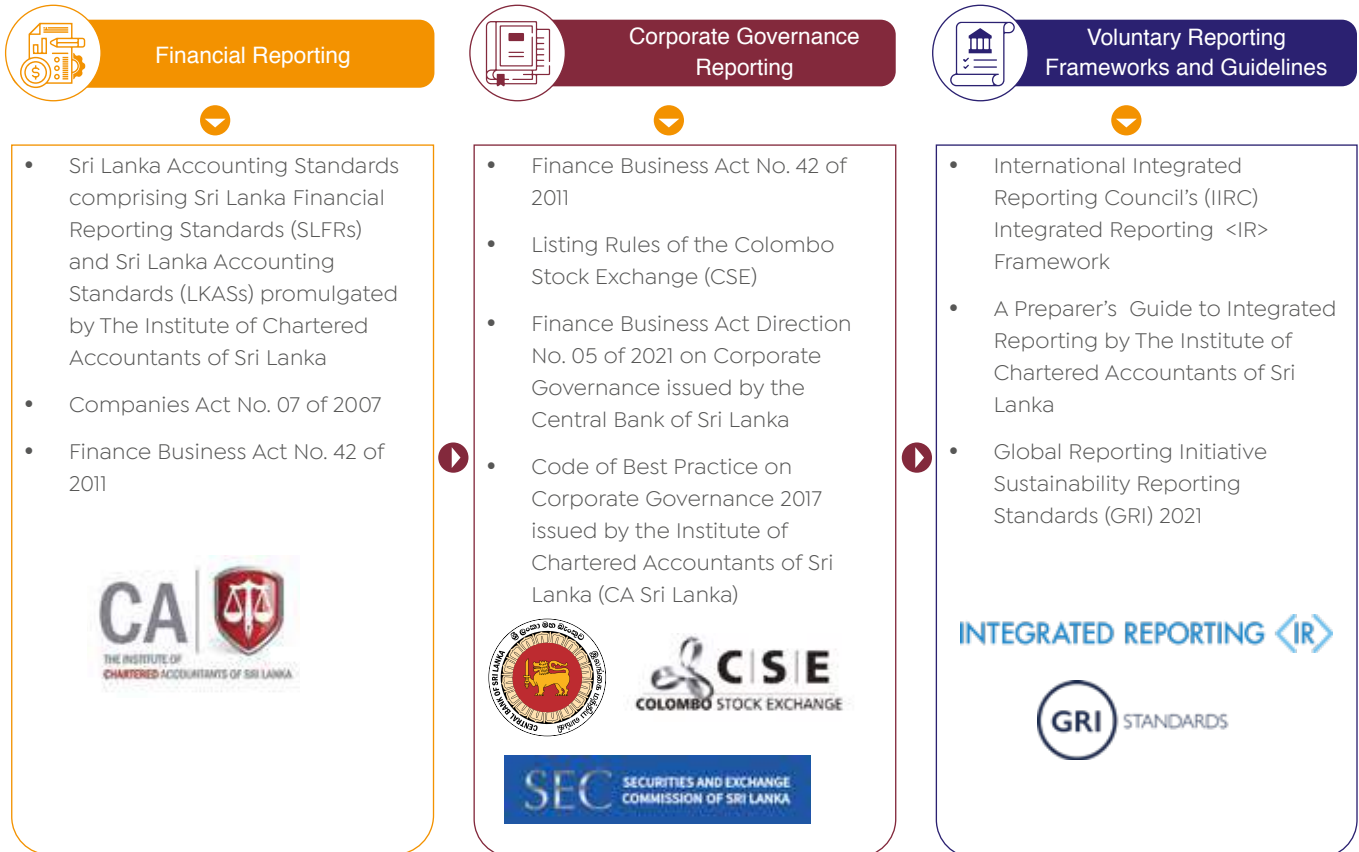 Financial Reporting
• Sri Lanka Accounting Standards
comprising Sri Lanka Financial
Reporting Standards (SLFRs)
and Sri Lanka Accounting
Standards (LKASs) promulgated
by The Institute of Chartered
Accountants of Sri Lanka
• Companies Act No. 07 of 2007
• Finance Business Act No. 42 of
2011
CA
THE INSTITUTE OF
CHARTERED ACCOUNTANTS OF SRI LANKA
Corporate Governance
Reporting
• Finance Business Act No. 42 of
2011
• Listing Rules of the Colombo
Stock Exchange (CSE)
• Finance Business Act Direction
No. 05 of 2021 on Corporate
Governance issued by the
Central Bank of Sri Lanka
• Code of Best Practice on
Corporate Governance 2017
issued by the Institute of
Chartered Accountants of Sri
Lanka (CA Sri Lanka)
ශ්‍රී ලංකා මහ බැංකුව
CENTRAL BANK OF SRI LANKA
C|S|E
COLOMBO STOCK EXCHANGE
SEC
SECURITIES AND EXCHANGE
COMMISSION OF SRI LANKA
Voluntary Reporting
Frameworks and Guidelines
• International Integrated
Reporting Council’s (IIRC)
Integrated Reporting <IR>
Framework
• A Preparer’s Guide to Integrated
Reporting by The Institute of
Chartered Accountants of Sri
Lanka
• Global Reporting Initiative
Sustainability Reporting
Standards (GRI) 2021
INTEGRATED REPORTING <IR>
GRI STANDARDS